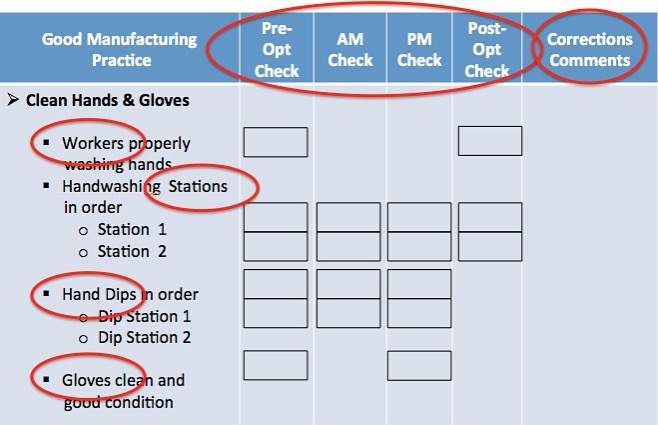 Good Manufacturing
Practice
Pre-
Opt
Check
AM
Check
PM
Check
Post-
Opt
Check
Corrections
Comments
➢ Clean Hands & Gloves
▪ Workers properly
washing hands
▪ Handwashing Stations
in order
o Station 1
o Station 2
▪ Hand Dips in order
o Dip Station 1
o Dip Station 2
▪ Gloves clean and
good condition